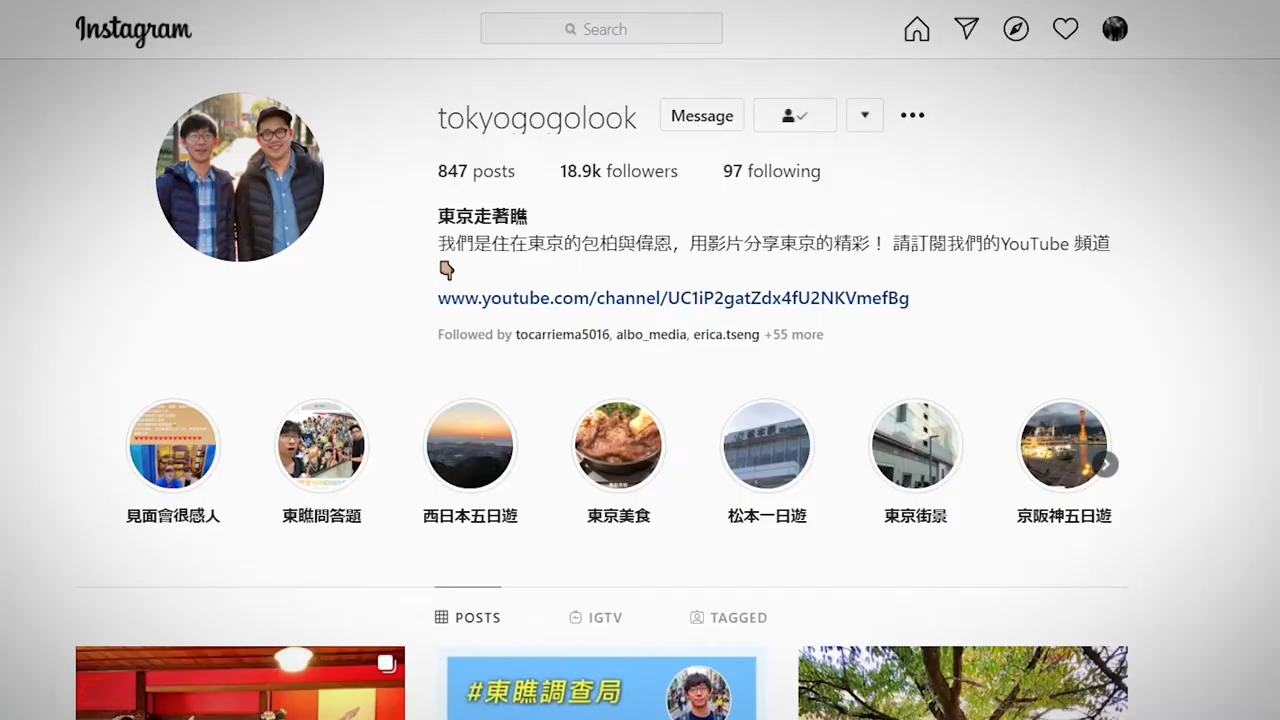 Instagram
Search
tokyogogolook
Message
847 posts
18.9k followers
97 following
東京走著瞧
我們是住在東京的包柏與偉恩，用影片分享東京的精彩！ 請訂閱我們的YouTube 頻道
👇🏽
www.youtube.com/channel/UC1iP2gatZdx4fU2NKVmefBg
Followed by tocarriema5016, albo_media, erica.tseng +55 more
見面會很感人
東瞧問答題
西日本五日遊
東京美食
松本一日遊
東京街景
京阪神五日遊
POSTS
IGTV
TAGGED
#東瞧調查局